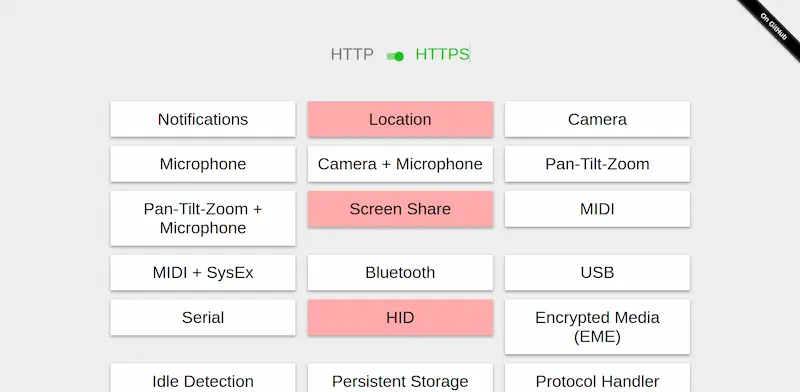 On GitHub
HTTP HTTPS
Notifications Location Camera
Microphone Camera + Microphone Pan-Tilt-Zoom
Pan-Tilt-Zoom +
Microphone
Screen Share MIDI
MIDI + SysEx Bluetooth USB
Serial HID Encrypted Media
(EME)
Idle Detection Persistent Storage Protocol Handler